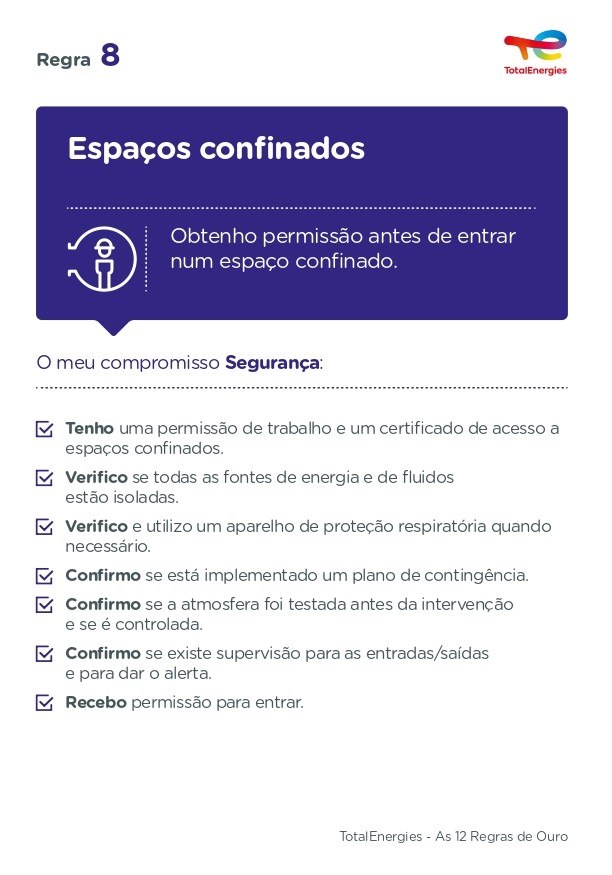 Regra 8
TotalEnergies
Espaços confinados
Obtenho permissão antes de entrar
num espaço confinado.
O meu compromisso Segurança:
Tenho uma permissão de trabalho e um certificado de acesso a
espaços confinados.
Verifico se todas as fontes de energia e de fluidos
estão isoladas.
Verifico e utilizo um aparelho de proteção respiratória quando
necessário.
Confirmo se está implementado um plano de contingência.
Confirmo se a atmosfera foi testada antes da intervenção
e se é controlada.
Confirmo se existe supervisão para as entradas/saídas
e para dar o alerta.
Recebo permissão para entrar.
TotalEnergies - As 12 Regras de Ouro